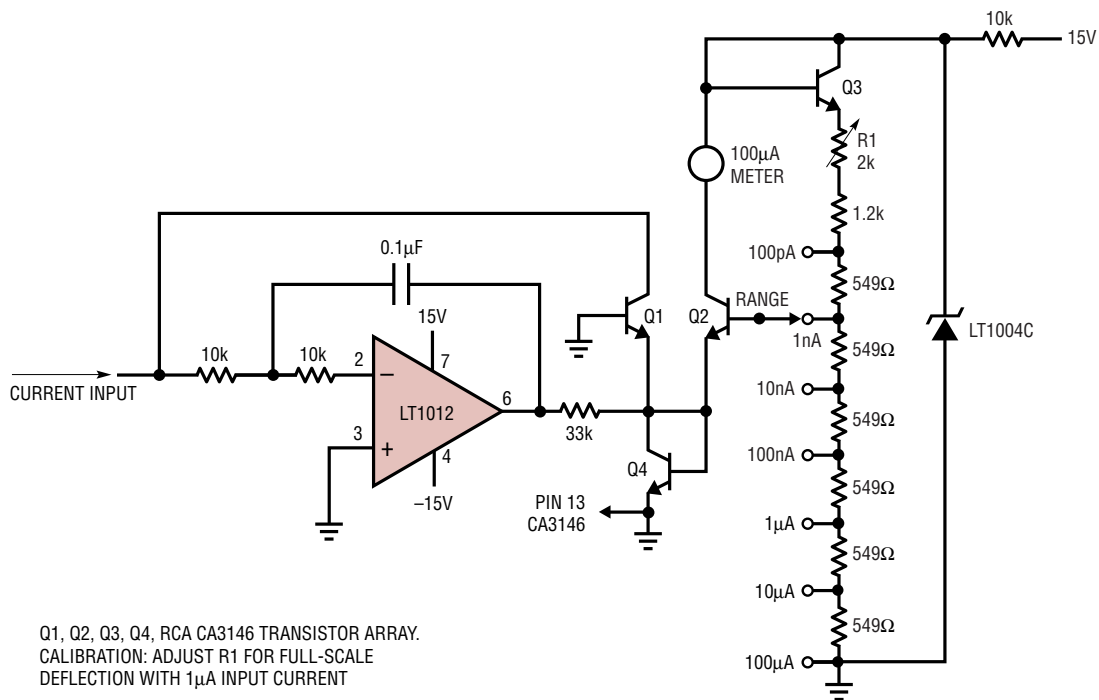 10k
15V
Q3
R1
2k
100µA
METER
1.2k
0.1µF
100pA
549Ω
15V
Q1
Q2
RANGE
1nA
LT1004C
10k
10k
2
7
549Ω
CURRENT INPUT
–
LT1012
6
10nA
33k
549Ω
3
+
4
100nA
Q4
–15V
549Ω
PIN 13
CA3146
1µA
549Ω
10µA
549Ω
100µA
Q1, Q2, Q3, Q4, RCA CA3146 TRANSISTOR ARRAY.
CALIBRATION: ADJUST R1 FOR FULL-SCALE
DEFLECTION WITH 1µA INPUT CURRENT